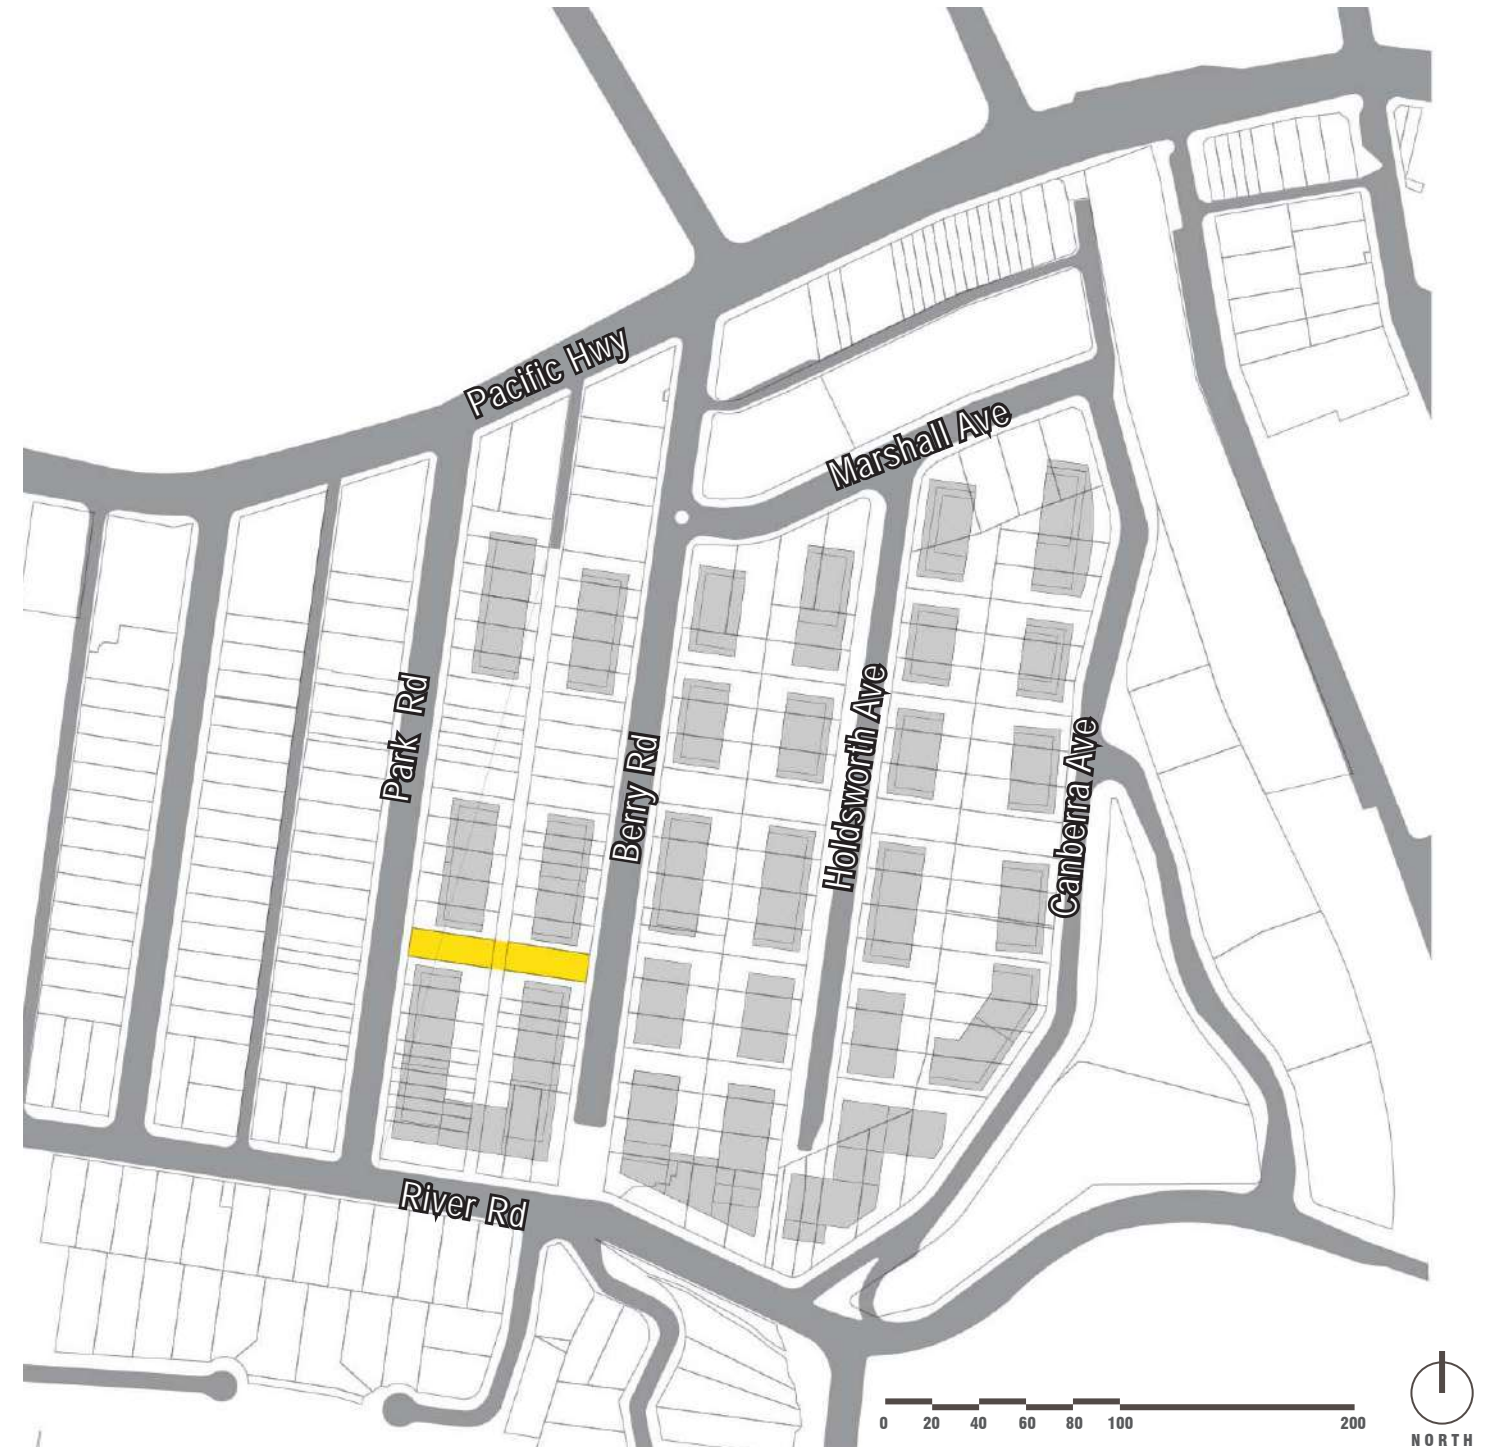 Pacific Hwy
Marshall Ave
Park Rd
Berry Rd
Holdsworth Ave
Canberra Ave
River Rd
0 20 40 60 80 100 200
NORTH